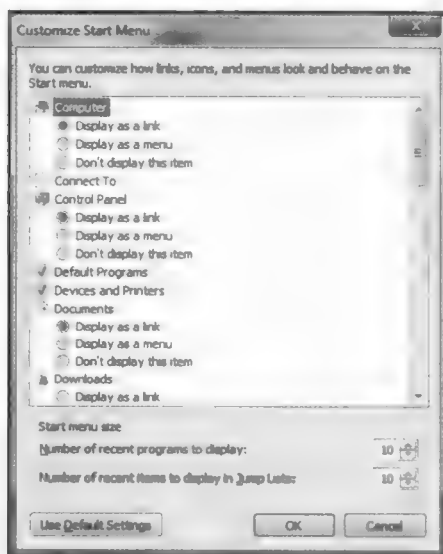 Customize Start Menu
You can customize how links, icons, and menus look and behave on the
Start menu.
Computer
Display as a link
Display as a menu
Don't display this item
Connect To
Control Panel
Display as a link
Display as a menu
Don't display this item
Default Programs
Devices and Printers
Documents
Display as a link
Display as a menu
Don't display this item
Downloads
Display as a link
Start menu size
Number of recent programs to display: 10
Number of recent items to display in Jump Lists: 10
Use Default Settings OK Cancel